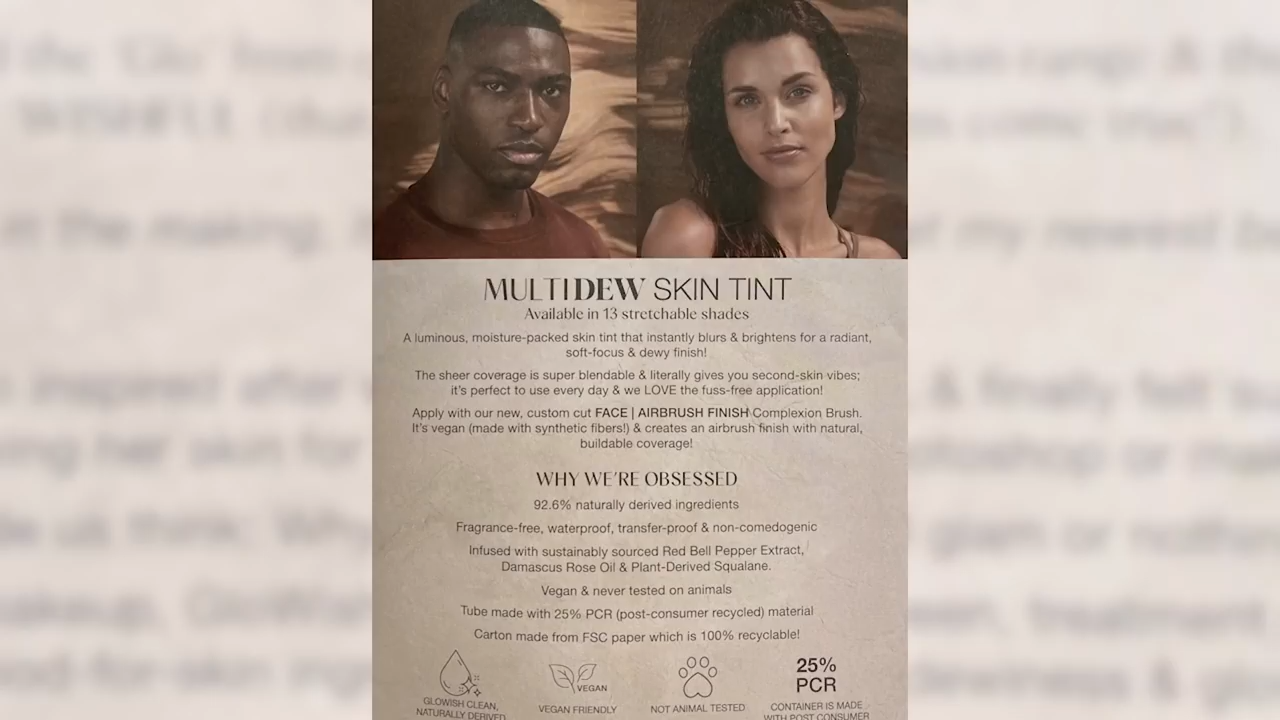 MULTIDEW SKIN TINT
Available in 13 stretchable shades
A luminous, moisture-packed skin tint that instantly blurs & brightens for a radiant,
soft-focus & dewy finish!
The sheer coverage is super blendable & literally gives you second-skin vibes;
it's perfect to use every day & we LOVE the fuss-free application!
Apply with our new, custom cut FACE | AIRBRUSH FINISH Complexion Brush.
It's vegan (made with synthetic fibers!) & creates an airbrush finish with natural,
buildable coverage!
WHY WE'RE OBSESSED
92.6% naturally derived ingredients
Fragrance-free, waterproof, transfer-proof & non-comedogenic
Infused with sustainably sourced Red Bell Pepper Extract,
Damascus Rose Oil & Plant-Derived Squalane.
Vegan & never tested on animals
Tube made with 25% PCR (post-consumer recycled) material
Carton made from FSC paper which is 100% recyclable!
GLOWISH CLEAN,
NATURALLY DERIVED
VEGAN
VEGAN FRIENDLY
NOT ANIMAL TESTED
25%
PCR
CONTAINER IS MADE
WITH POST CONSUMER